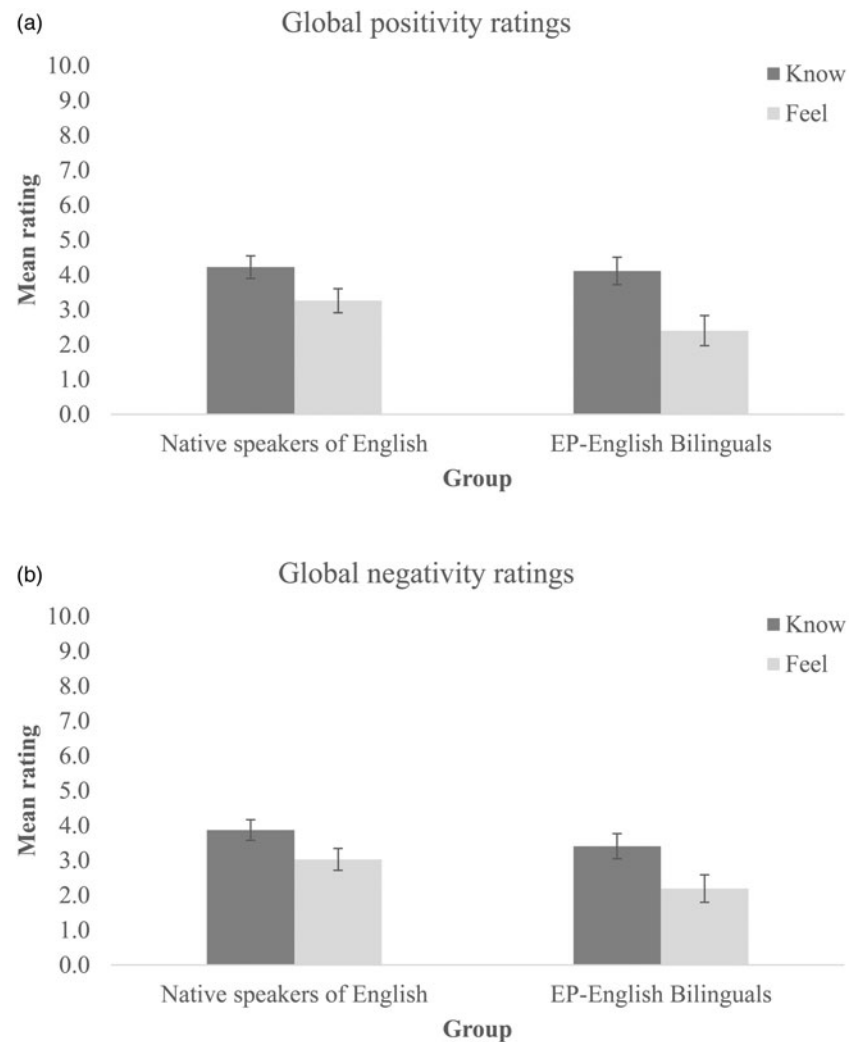 (a)
Global positivity ratings
10.0
9.0
8.0
7.0
6.0
5.0
4.0
3.0
2.0
1.0
0.0
Mean rating
Know
Feel
Native speakers of English
EP-English Bilinguals
Group
(b)
Global negativity ratings
10.0
9.0
8.0
7.0
6.0
5.0
4.0
3.0
2.0
1.0
0.0
Mean rating
Know
Feel
Native speakers of English
EP-English Bilinguals
Group